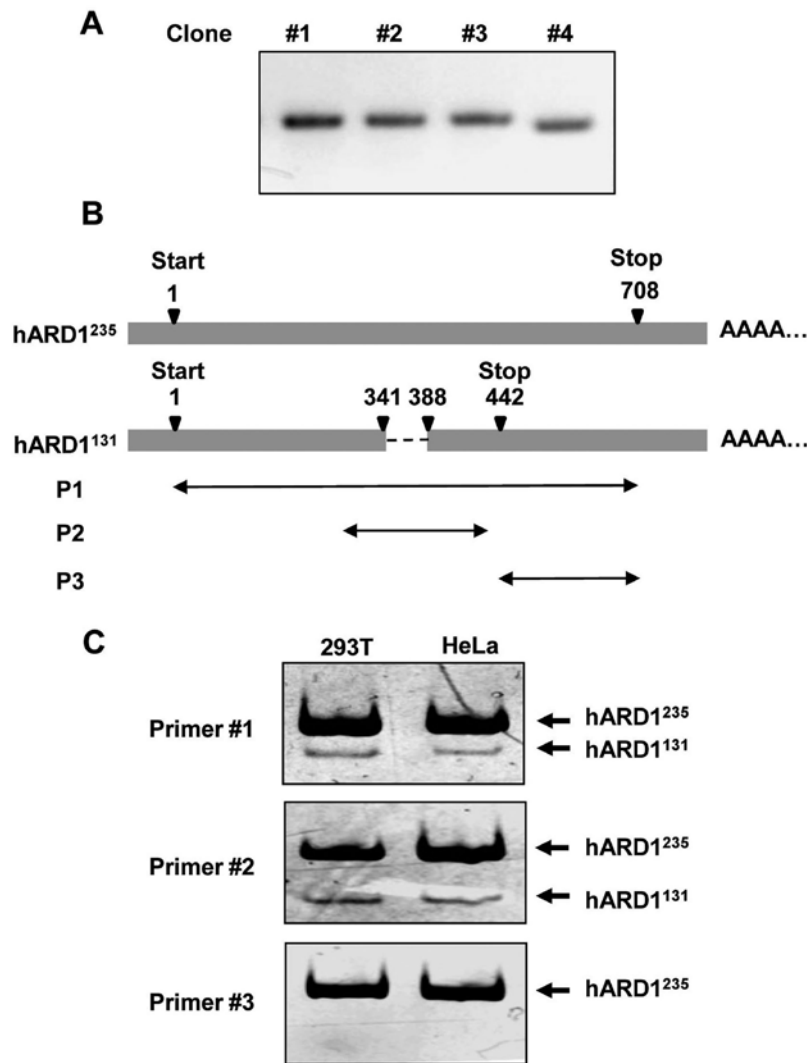 A
Clone #1 #2 #3 #4
B
Start Stop
1 708
hARD1²³⁵ AAAA...
Start Stop
1 341 388 442
hARD1¹³¹ AAAA...
P1
P2
P3
C
293T HeLa
Primer #1 hARD1²³⁵
hARD1¹³¹
Primer #2 hARD1²³⁵
hARD1¹³¹
Primer #3 hARD1²³⁵